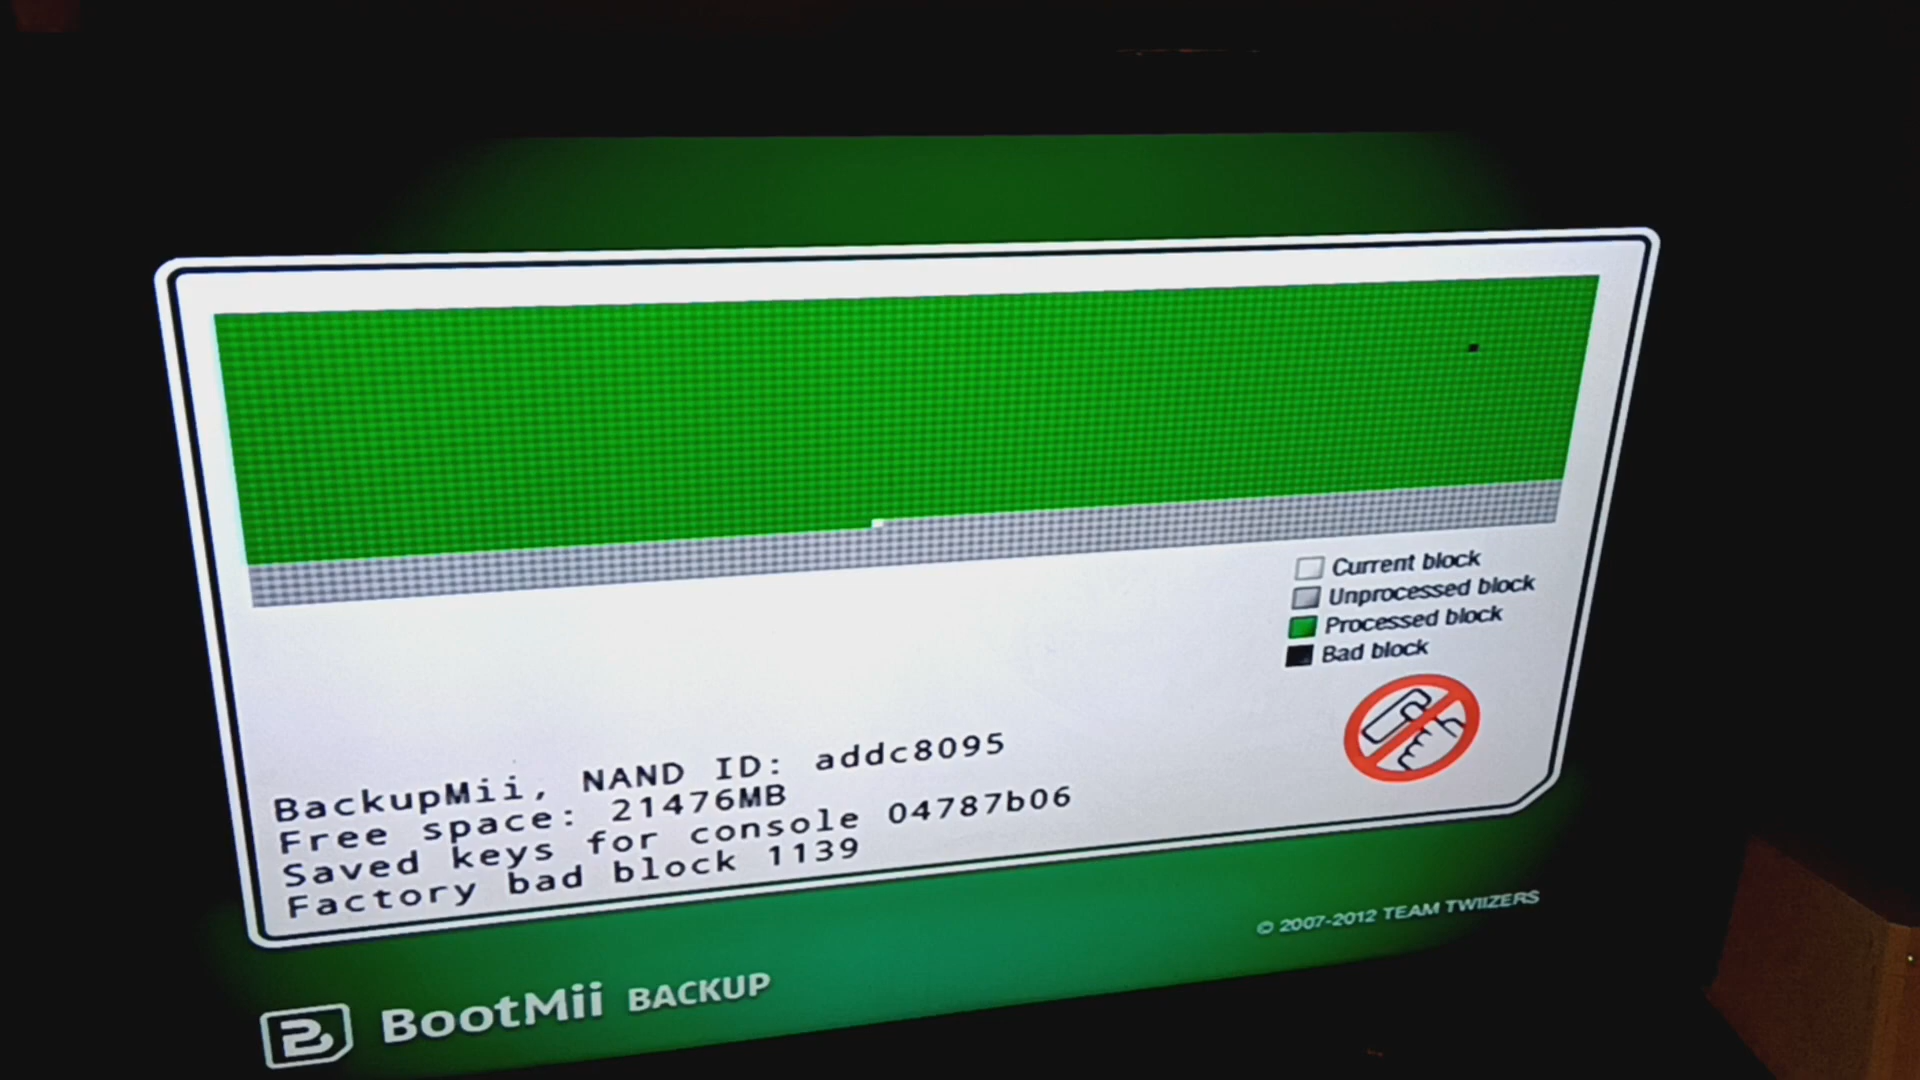 Current block
Unprocessed block
Processed block
Bad block
BackupMii, NAND ID: addc8095
Free space: 21476MB
Saved keys for console 04787b06
Factory bad block 1139
© 2007-2012 TEAM TWIIZERS
BootMii BACKUP